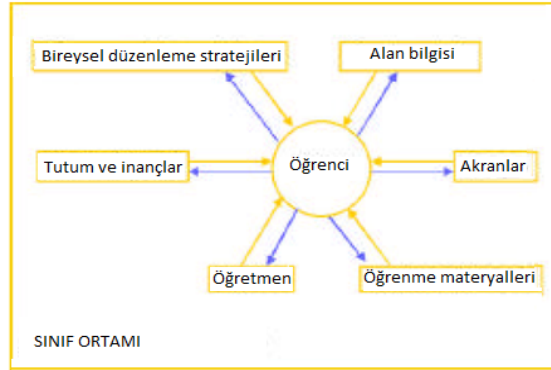 Bireysel düzenleme stratejileri
Alan bilgisi
Tutum ve inançlar
Öğrenci
Akranlar
Öğretmen
Öğrenme materyalleri
SINIF ORTAMI